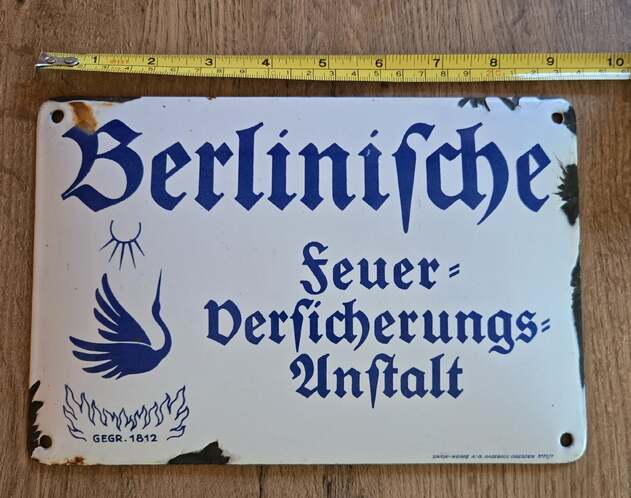 1 2 3 4 5 6 7 8 9 10
Berliniſche
Feuer=
Verſicherungs=
Anſtalt
GEGR. 1812